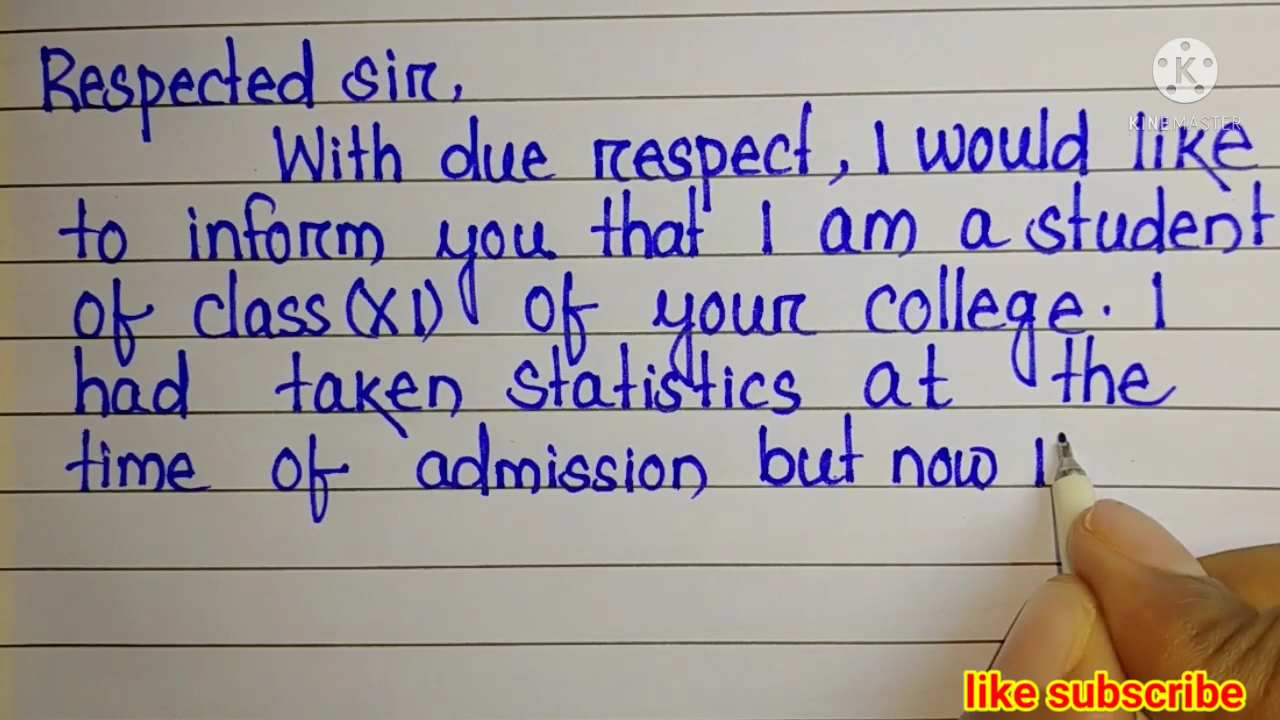 Respected sir,
K
KINEMASTER
With due respect, I would like
to inform you that I am a student
of class (XI) of your college. I
had taken statistics at the
time of admission but now I
like subscribe